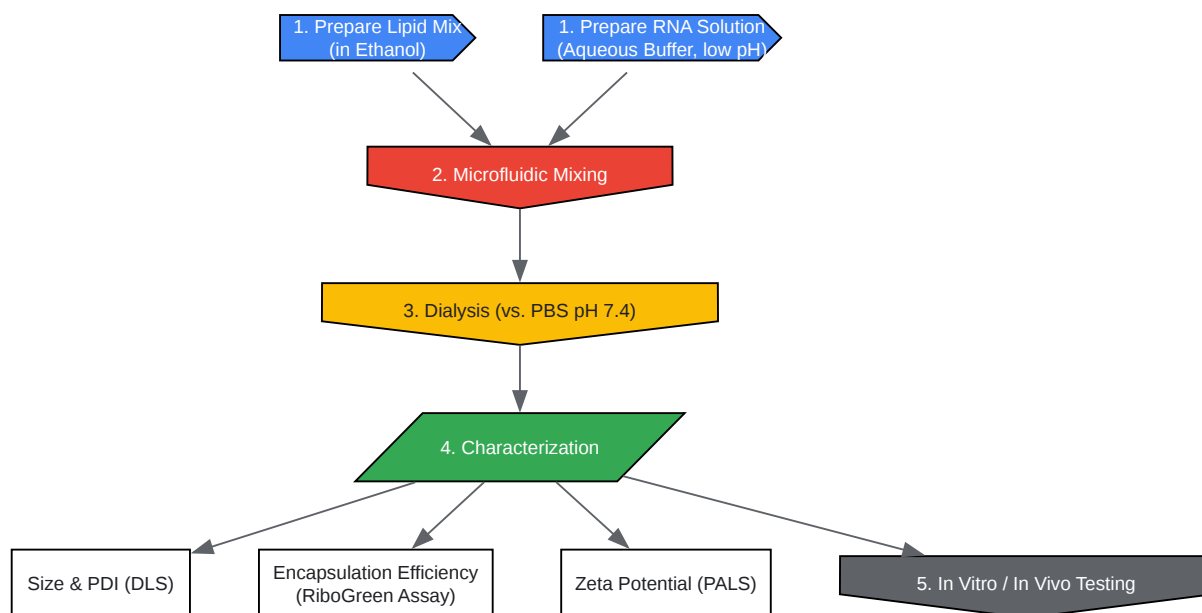 1. Prepare Lipid Mix
(in Ethanol)
1. Prepare RNA Solution
(Aqueous Buffer, low pH)
2. Microfluidic Mixing
3. Dialysis (vs. PBS pH 7.4)
4. Characterization
Size & PDI (DLS)
Encapsulation Efficiency
(RiboGreen Assay)
Zeta Potential (PALS)
5. In Vitro / In Vivo Testing